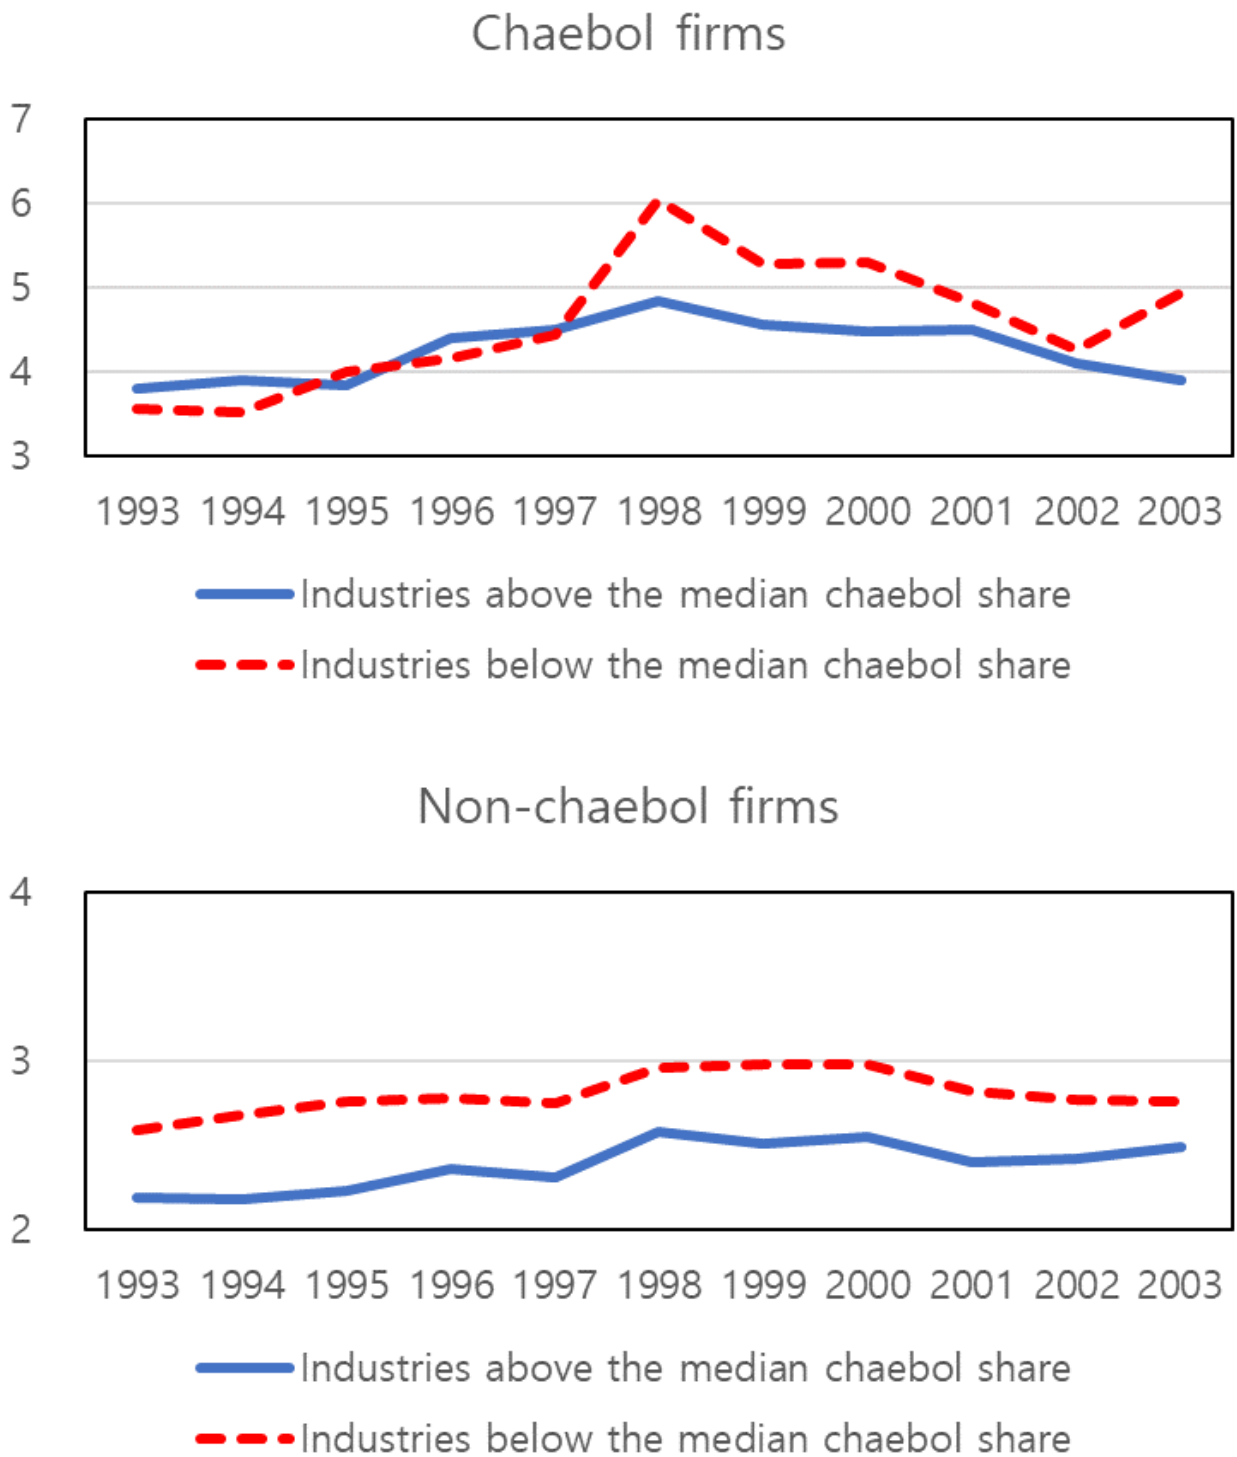 Chaebol firms
7
6
5
4
3
1993 1994 1995 1996 1997 1998 1999 2000 2001 2002 2003
Industries above the median chaebol share
Industries below the median chaebol share
Non-chaebol firms
4
3
2
1993 1994 1995 1996 1997 1998 1999 2000 2001 2002 2003
Industries above the median chaebol share
Industries below the median chaebol share